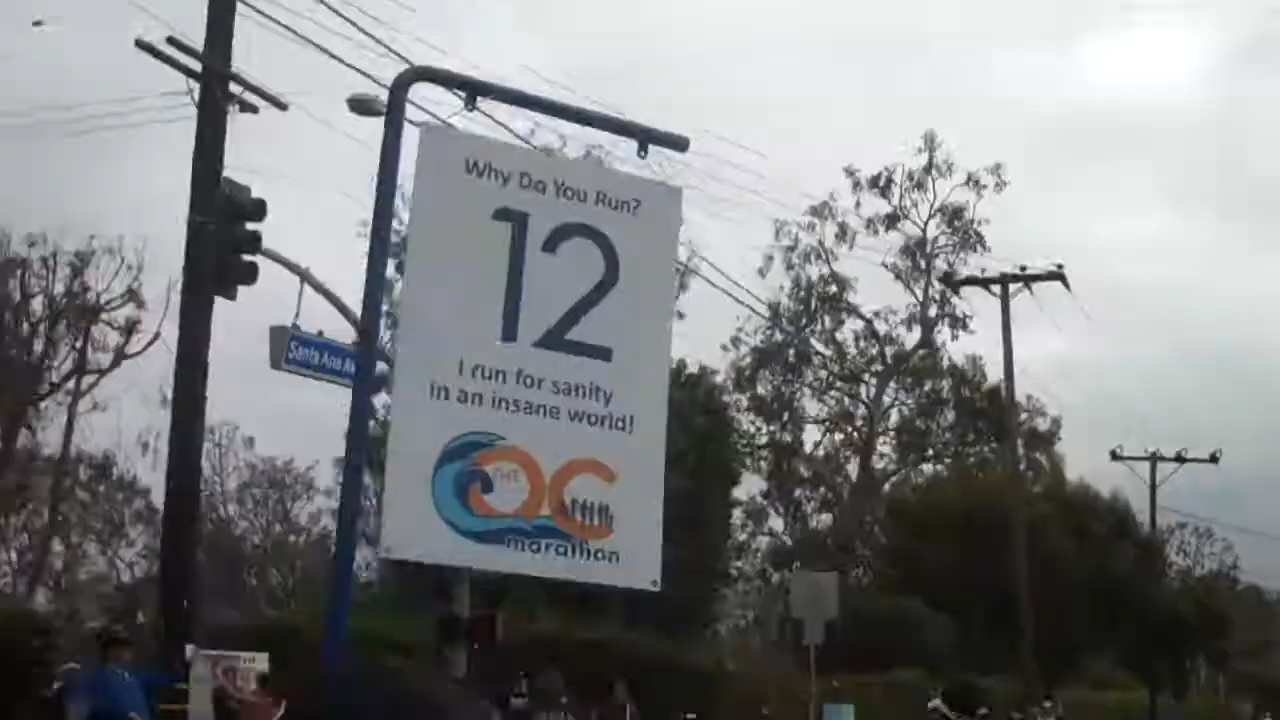 Why Do You Run?
12
I run for sanity
in an insane world!
THE
OC
marathon
Santa Ana Av